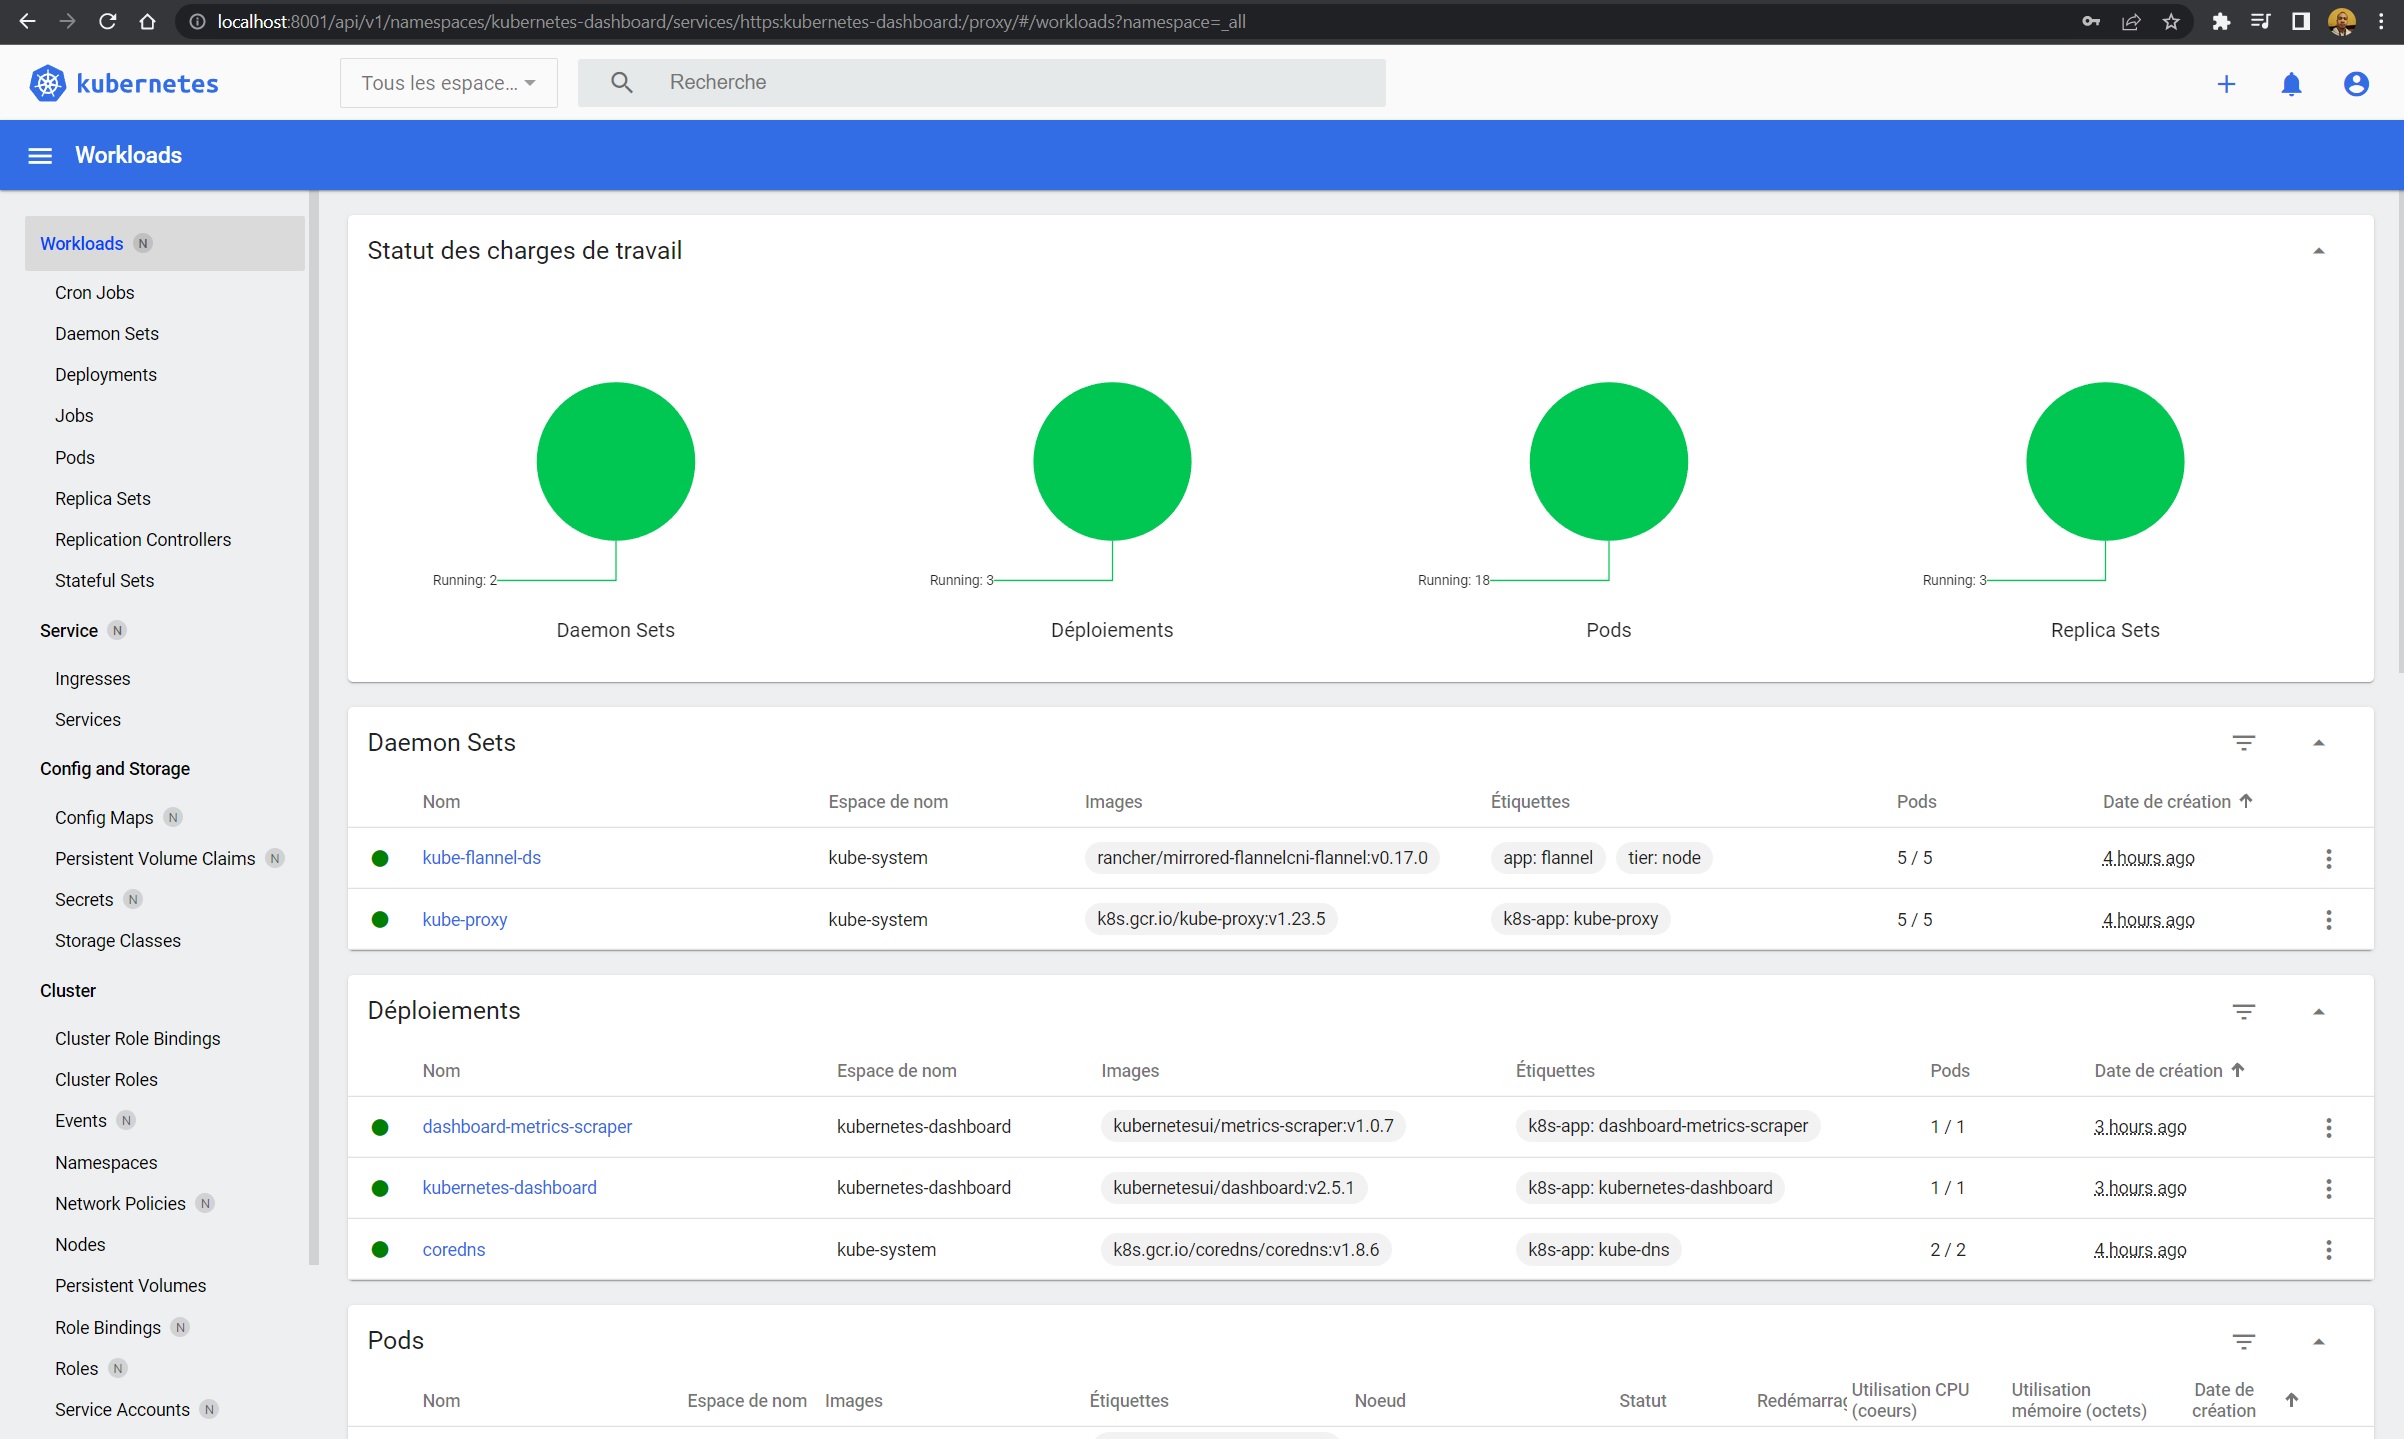 localhost:8001/api/v1/namespaces/kubernetes-dashboard/services/https:kubernetes-dashboard:/proxy/#/workloads?namespace=_all
kubernetes
Tous les espace...
Recherche
Workloads
Workloads N
Cron Jobs
Daemon Sets
Deployments
Jobs
Pods
Replica Sets
Replication Controllers
Stateful Sets
Service N
Ingresses
Services
Config and Storage
Config Maps N
Persistent Volume Claims N
Secrets N
Storage Classes
Cluster
Cluster Role Bindings
Cluster Roles
Events N
Namespaces
Network Policies N
Nodes
Persistent Volumes
Role Bindings N
Roles N
Service Accounts N
Statut des charges de travail
Running: 2
Daemon Sets
Running: 3
Déploiements
Running: 18
Pods
Running: 3
Replica Sets
Daemon Sets
Nom Espace de nom Images Étiquettes Pods Date de création
kube-flannel-ds kube-system rancher/mirrored-flannelcni-flannel:v0.17.0 app: flannel tier: node 5 / 5 4 hours ago
kube-proxy kube-system k8s.gcr.io/kube-proxy:v1.23.5 k8s-app: kube-proxy 5 / 5 4 hours ago
Déploiements
Nom Espace de nom Images Étiquettes Pods Date de création
dashboard-metrics-scraper kubernetes-dashboard kubernetesui/metrics-scraper:v1.0.7 k8s-app: dashboard-metrics-scraper 1 / 1 3 hours ago
kubernetes-dashboard kubernetes-dashboard kubernetesui/dashboard:v2.5.1 k8s-app: kubernetes-dashboard 1 / 1 3 hours ago
coredns kube-system k8s.gcr.io/coredns/coredns:v1.8.6 k8s-app: kube-dns 2 / 2 4 hours ago
Pods
Nom Espace de nom Images Étiquettes Noeud Statut Redémarrag Utilisation CPU (coeurs) Utilisation mémoire (octets) Date de création